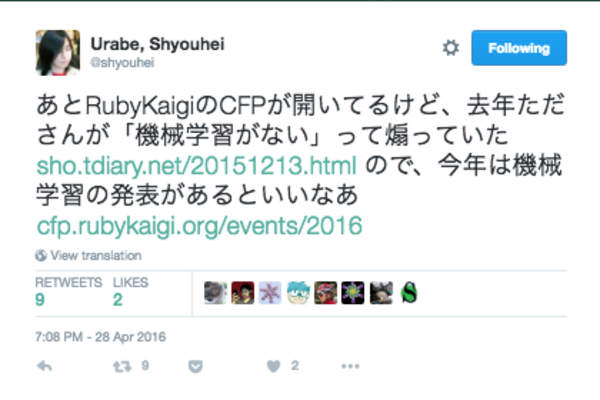 Urabe, Shyouhei
@shyouhei
Following
あとRubyKaigiのCFPが開いてるけど、去年ただ
さんが「機械学習がない」って煽っていた
sho.tdiary.net/20151213.html ので、今年は機械
学習の発表があるといいなあ
cfp.rubykaigi.org/events/2016
View translation
RETWEETS LIKES
9 2
7:08 PM - 28 Apr 2016
9 2